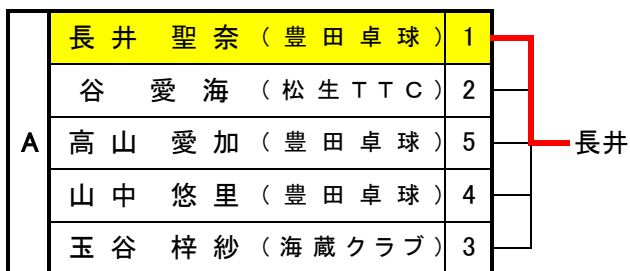 長井 聖奈 (豊田卓球) 1
谷 愛海 (松生TTC) 2
A 高山 愛加 (豊田卓球) 5 長井
山中 悠里 (豊田卓球) 4
玉谷 梓紗 (海蔵クラブ) 3